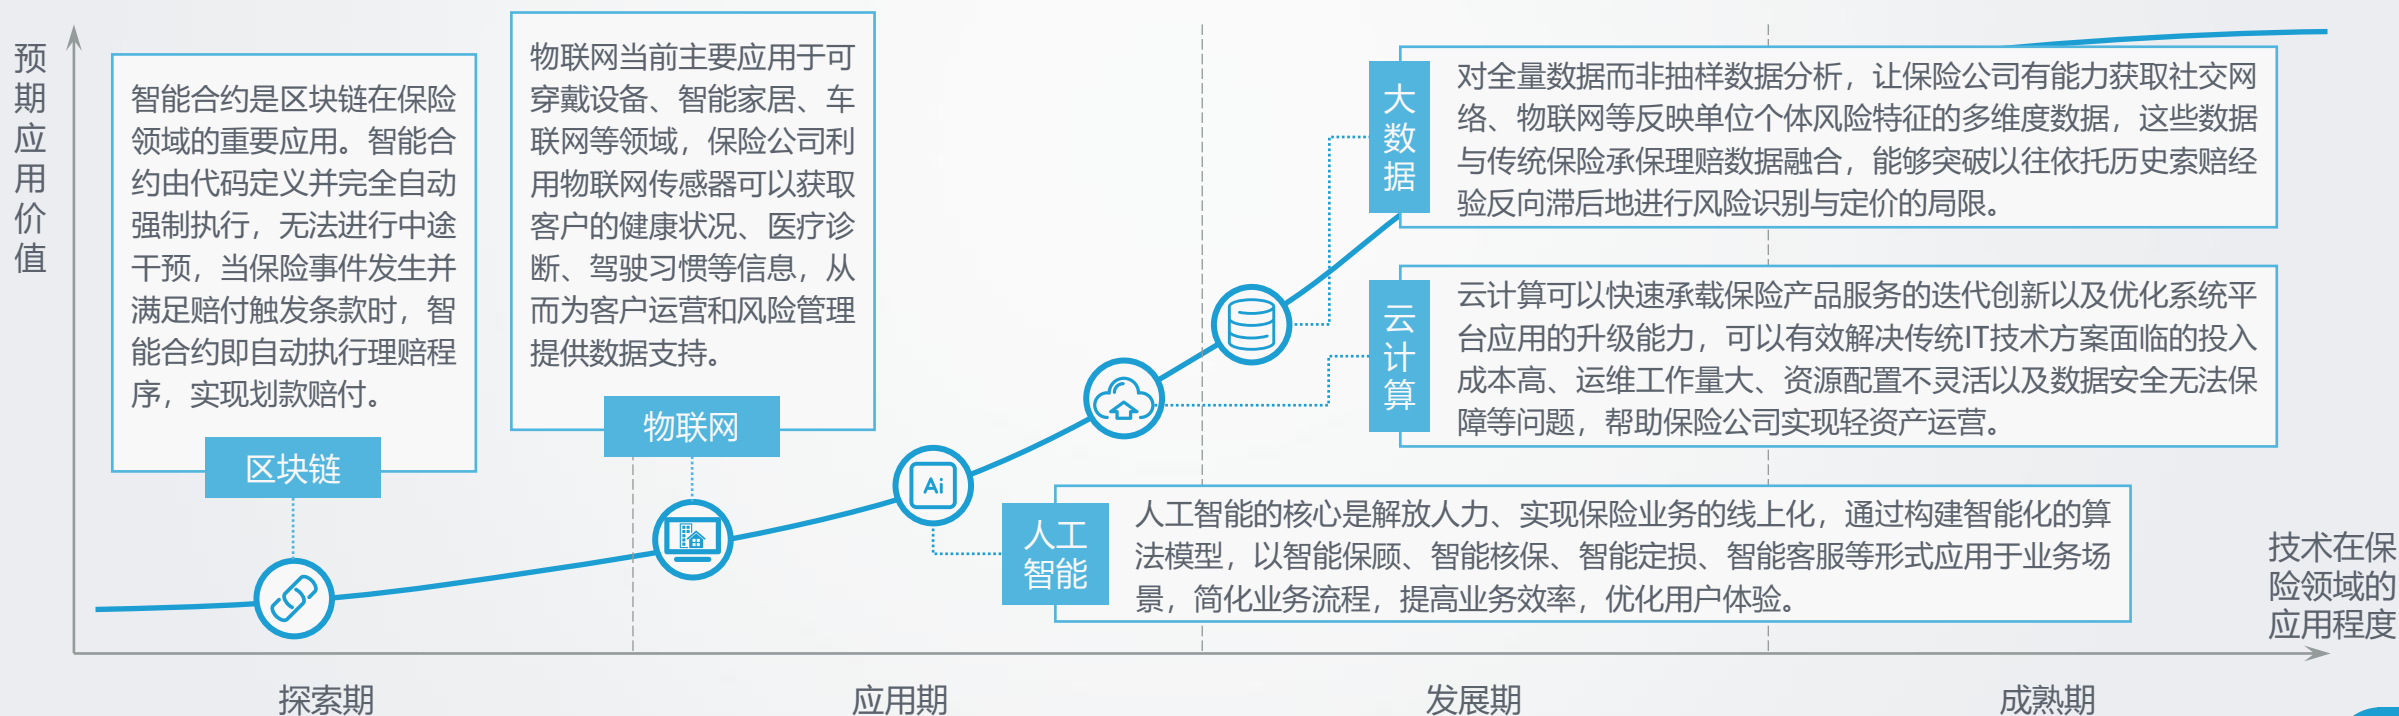 预期应用价值
智能合约是区块链在保险
领域的重要应用。智能合
约由代码定义并完全自动
强制执行，无法进行中途
干预，当保险事件发生并
满足赔付触发条款时，智
能合约即自动执行理赔程
序，实现划款赔付。
区块链
物联网当前主要应用于可
穿戴设备、智能家居、车
联网等领域，保险公司利
用物联网传感器可以获取
客户的健康状况、医疗诊
断、驾驶习惯等信息，从
而为客户运营和风险管理
提供数据支持。
物联网
大数据
对全量数据而非抽样数据分析，让保险公司有能力获取社交网
络、物联网等反映单位个体风险特征的多维度数据，这些数据
与传统保险承保理赔数据融合，能够突破以往依托历史索赔经
验反向滞后地进行风险识别与定价的局限。
云计算
云计算可以快速承载保险产品服务的迭代创新以及优化系统平
台应用的升级能力，可以有效解决传统IT技术方案面临的投入
成本高、运维工作量大、资源配置不灵活以及数据安全无法保
障等问题，帮助保险公司实现轻资产运营。
Ai
人工
智能
人工智能的核心是解放人力、实现保险业务的线上化，通过构建智能化的算
法模型，以智能保顾、智能核保、智能定损、智能客服等形式应用于业务场
景，简化业务流程，提高业务效率，优化用户体验。
技术在保
险领域的
应用程度
探索期
应用期
发展期
成熟期